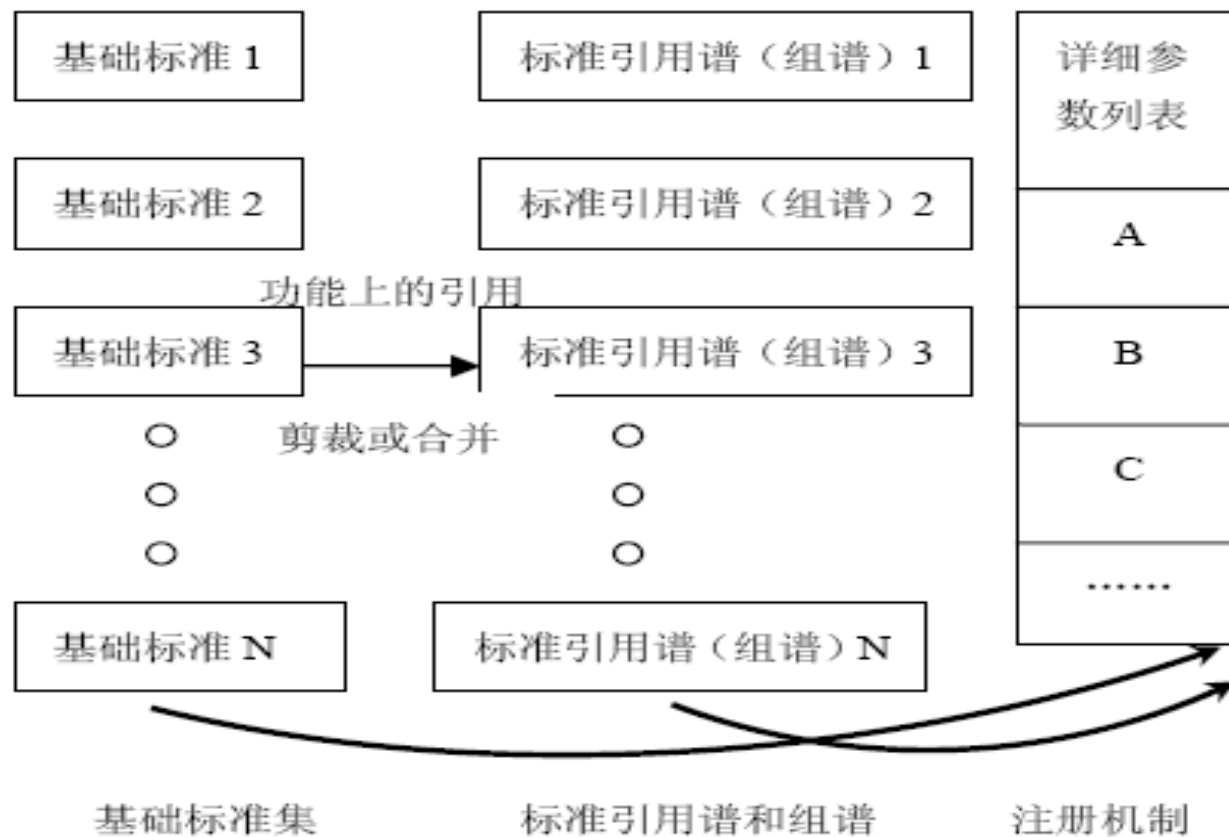 基础标准 1
标准引用谱（组谱）1
详细参
数列表
基础标准 2
标准引用谱（组谱）2
A
功能上的引用
基础标准 3
标准引用谱（组谱）3
B
剪裁或合并
C
……
基础标准 N
标准引用谱（组谱）N
基础标准集
标准引用谱和组谱
注册机制